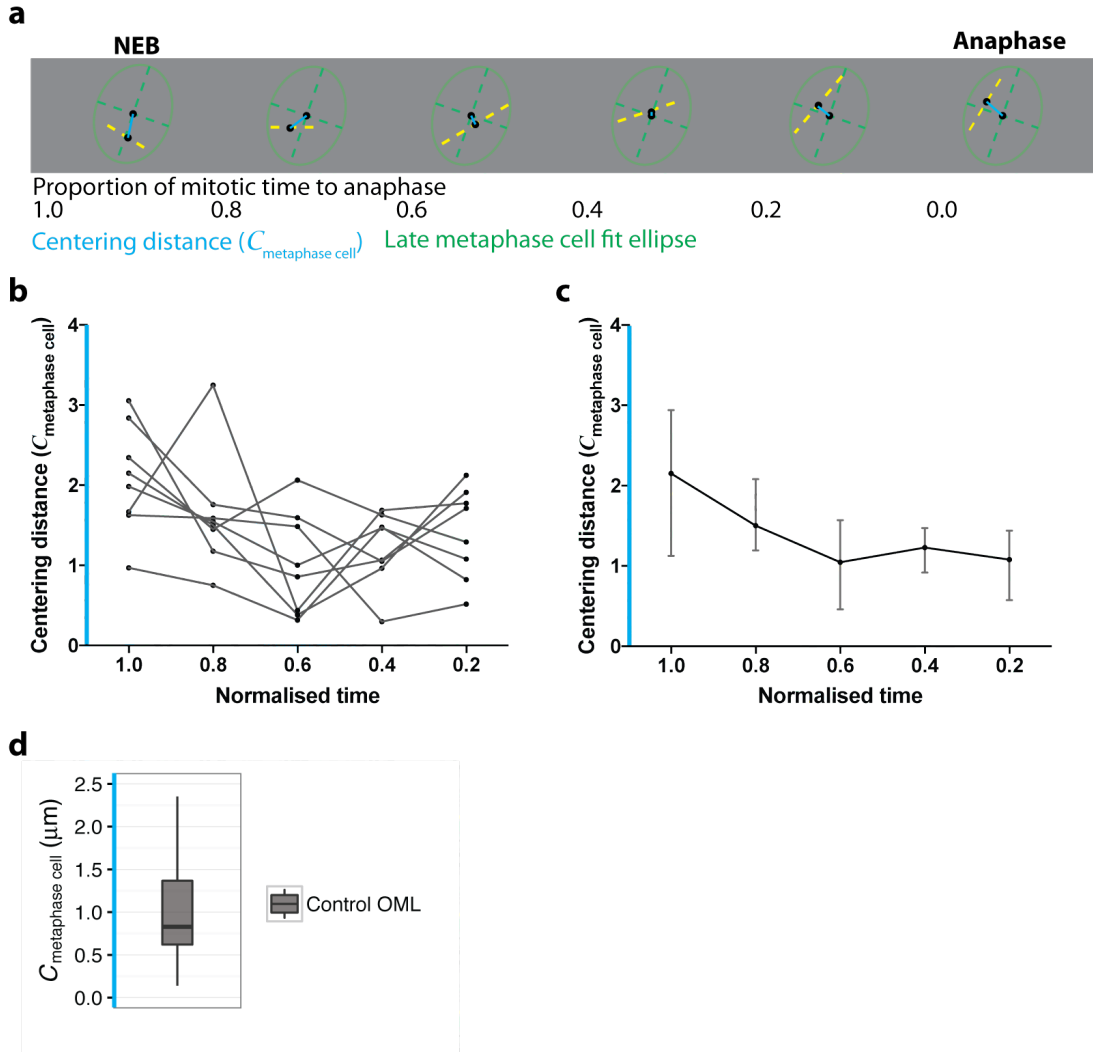 a
NEB
Anaphase
Proportion of mitotic time to anaphase
1.0 0.8 0.6 0.4 0.2 0.0
Centering distance (C metaphase cell) Late metaphase cell fit ellipse
b
Centering distance (C metaphase cell)
4
3
2
1
0
1.0 0.8 0.6 0.4 0.2
Normalised time
c
Centering distance (C metaphase cell)
4
3
2
1
0
1.0 0.8 0.6 0.4 0.2
Normalised time
d
C metaphase cell (μm)
2.5
2.0
1.5
1.0
0.5
0.0
Control OML